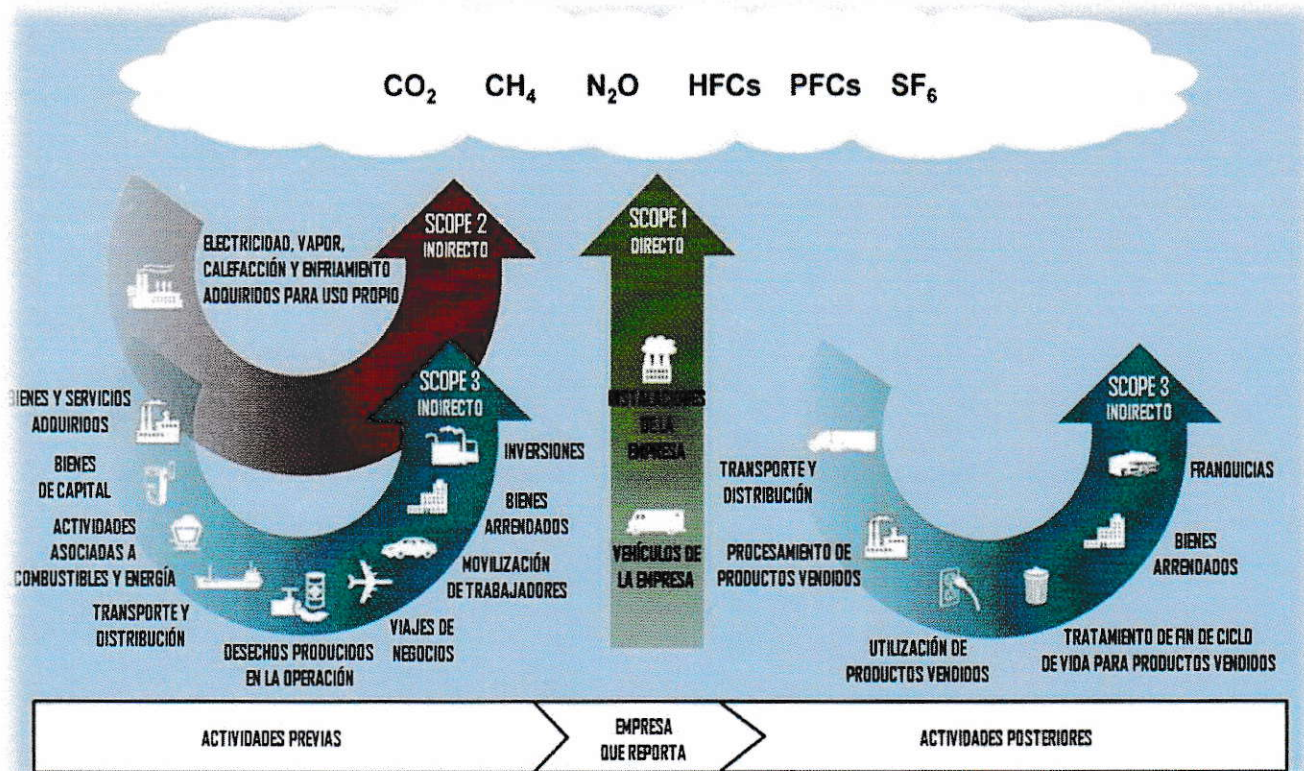 CO₂ CH₄ N₂O HFCs PFCs SF₆
SCOPE 2
INDIRECTO
ELECTRICIDAD, VAPOR,
CALEFACCIÓN Y ENFRIAMIENTO
ADQUIRIDOS PARA USO PROPIO
SCOPE 3
INDIRECTO
BIENES Y SERVICIOS
ADQUIRIDOS
BIENES
DE CAPITAL
ACTIVIDADES
ASOCIADAS A
COMBUSTIBLES Y ENERGÍA
TRANSPORTE Y
DISTRIBUCIÓN
DESECHOS PRODUCIDOS
EN LA OPERACIÓN
VIAJES DE
NEGOCIOS
MOVILIZACIÓN
DE TRABAJADORES
BIENES
ARRENDADOS
INVERSIONES
SCOPE 1
DIRECTO
INSTALACIONES
DE LA
EMPRESA
VEHÍCULOS DE
LA EMPRESA
SCOPE 3
INDIRECTO
TRANSPORTE Y
DISTRIBUCIÓN
PROCESAMIENTO DE
PRODUCTOS VENDIDOS
UTILIZACIÓN DE
PRODUCTOS VENDIDOS
TRATAMIENTO DE FIN DE CICLO
DE VIDA PARA PRODUCTOS VENDIDOS
BIENES
ARRENDADOS
FRANQUICIAS
ACTIVIDADES PREVIAS
EMPRESA
QUE REPORTA
ACTIVIDADES POSTERIORES